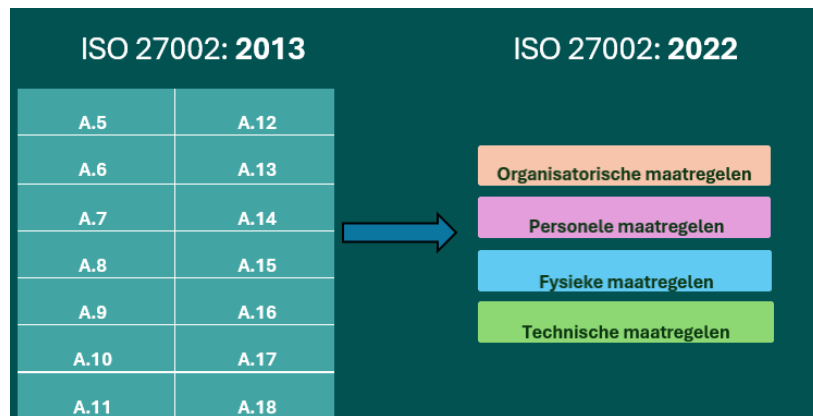 ISO 27002: 2013
ISO 27002: 2022
A.5 A.12
A.6 A.13
A.7 A.14
A.8 A.15
A.9 A.16
A.10 A.17
A.11 A.18
Organisatorische maatregelen
Personele maatregelen
Fysieke maatregelen
Technische maatregelen